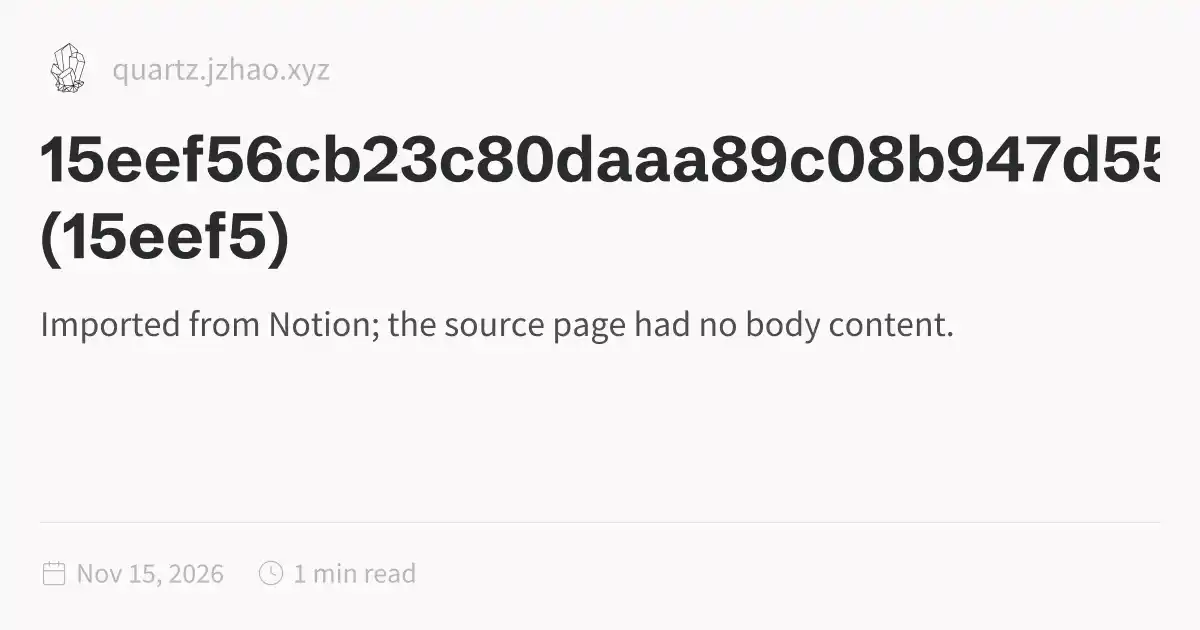 quartz.jzhao.xyz
15eef56cb23c80daaa89c08b947d55
(15eef5)
Imported from Notion; the source page had no body content.
Nov 15, 2026
1 min read